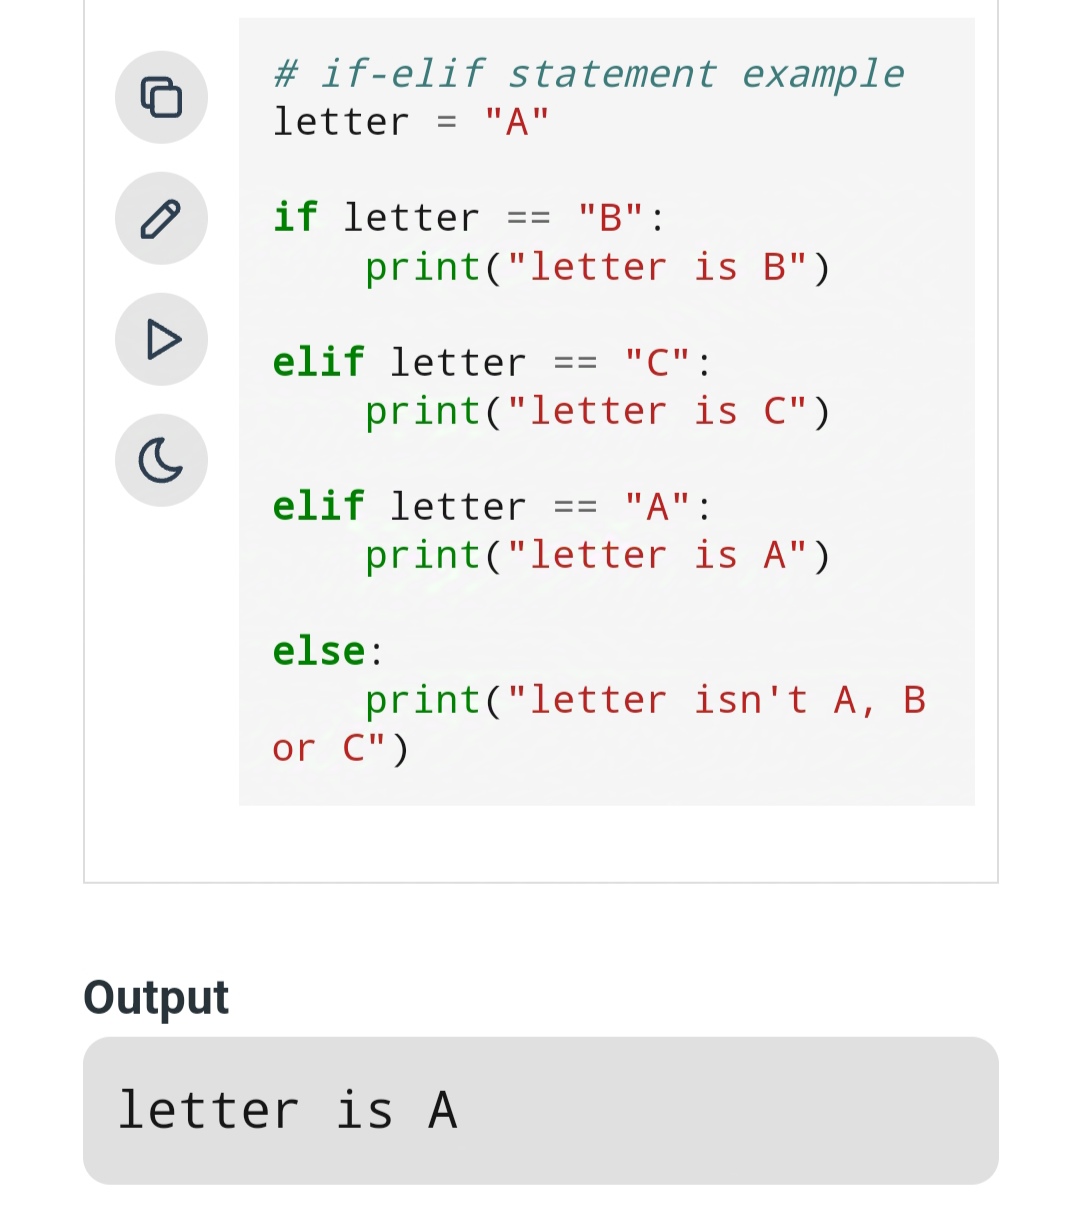 # if-elif statement example
letter = "A"
if letter == "B":
print("letter is B")
elif letter == "C":
print("letter is C")
elif letter == "A":
print("letter is A")
else:
print("letter isn't A, B
or C")
Output
letter is A